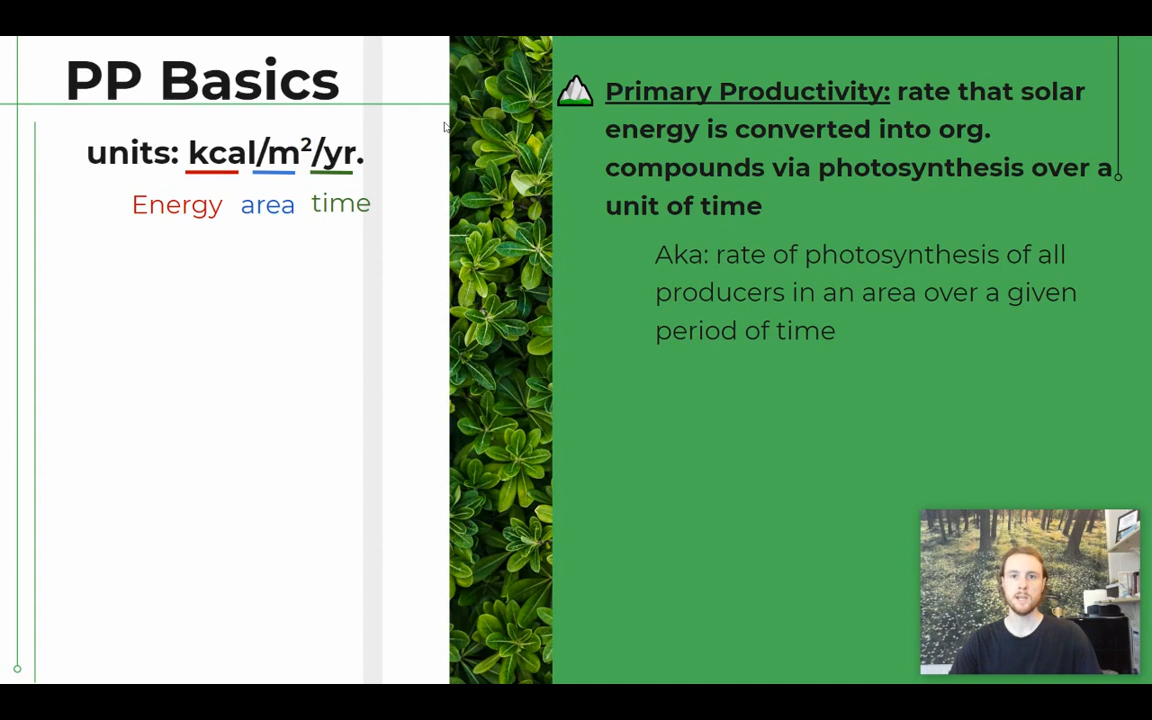 PP Basics
units: kcal/m²/yr.
Energy area time
Primary Productivity: rate that solar
energy is converted into org.
compounds via photosynthesis over a
unit of time
Aka: rate of photosynthesis of all
producers in an area over a given
period of time